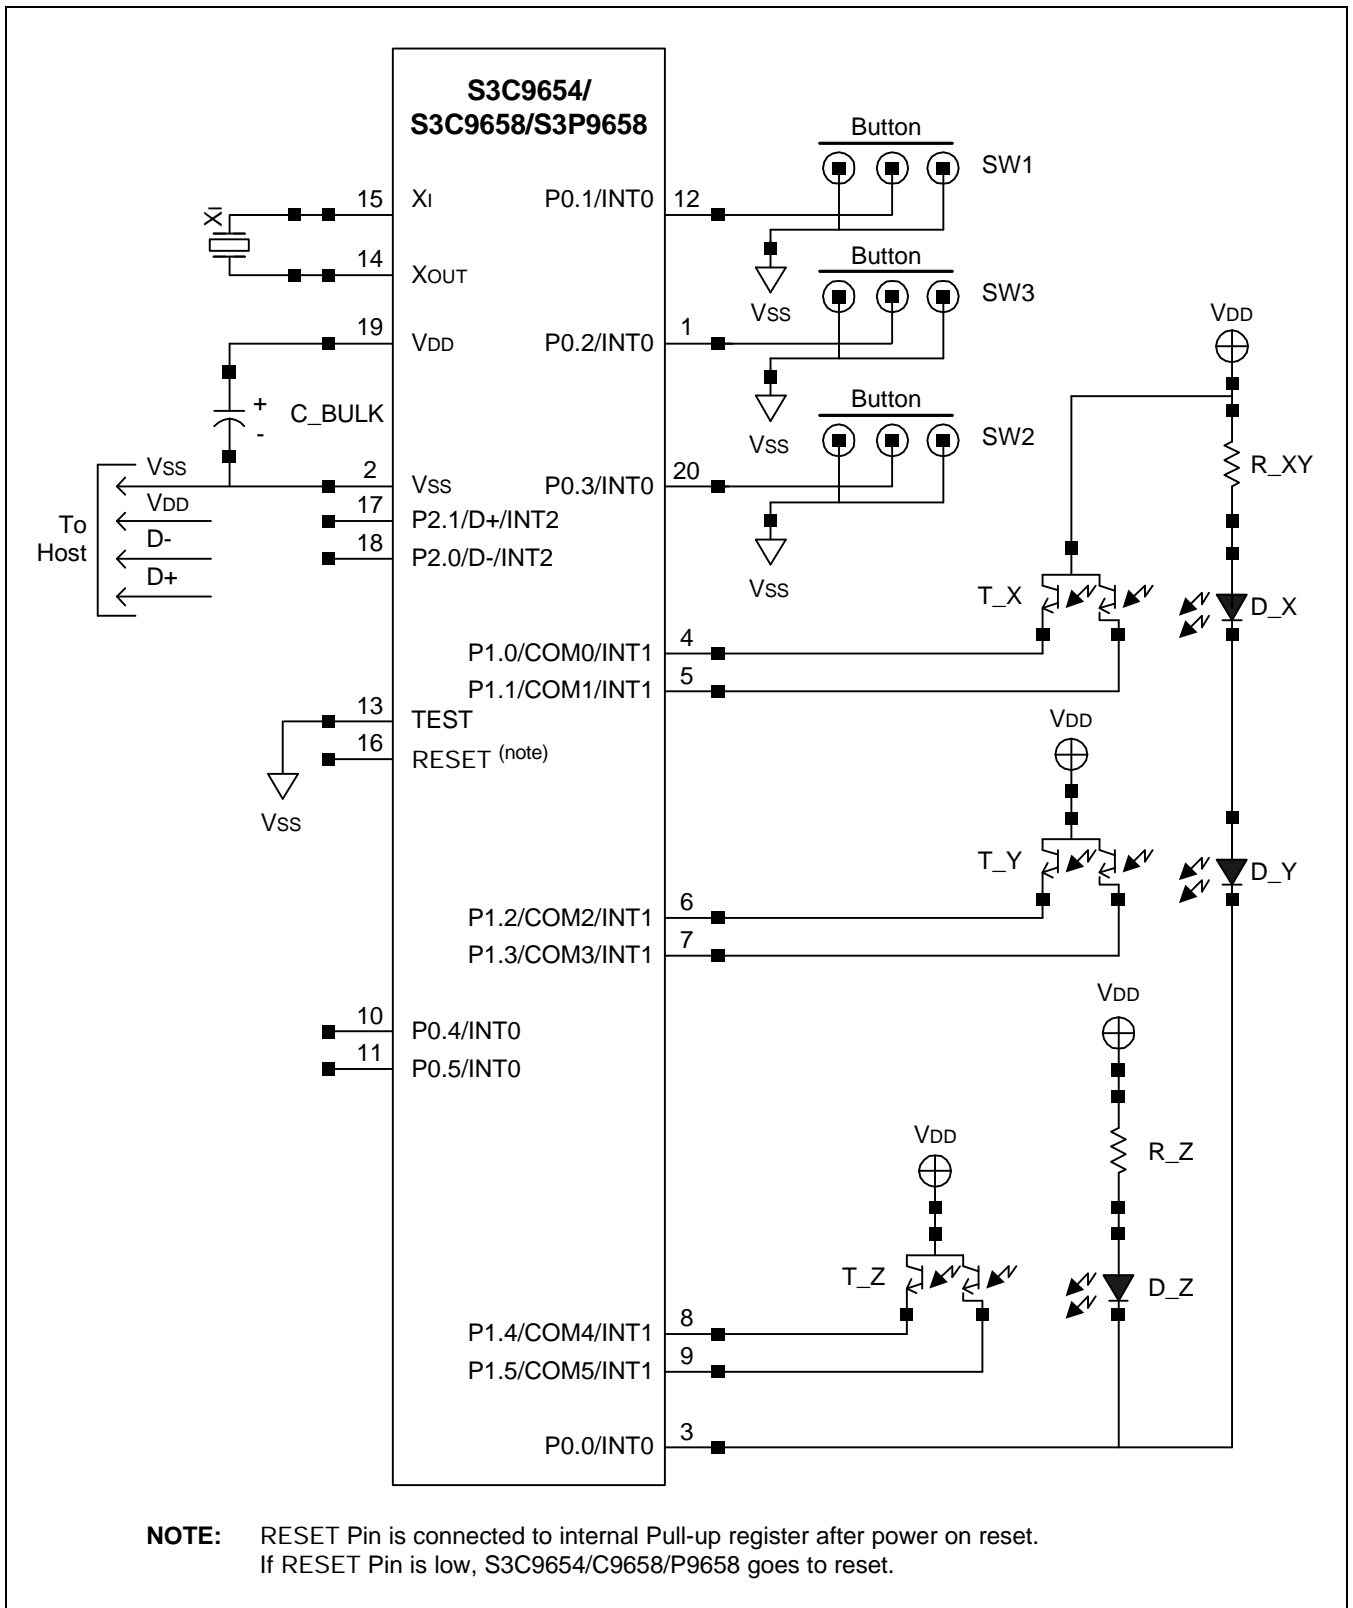 S3C9654/
S3C9658/S3P9658
Button
SW1
15
XI
P0.1/INT0
12
XI
14
XOUT
Button
SW3
VSS
19
VDD
P0.2/INT0
1
VDD
+
-
C_BULK
Button
SW2
VSS
VSS
2
VSS
P0.3/INT0
20
R_XY
VDD
17
P2.1/D+/INT2
To
Host
D-
18
P2.0/D-/INT2
D+
VSS
T_X
D_X
P1.0/COM0/INT1
4
P1.1/COM1/INT1
5
13
TEST
VDD
16
RESET (note)
VSS
T_Y
D_Y
P1.2/COM2/INT1
6
P1.3/COM3/INT1
7
VDD
10
P0.4/INT0
11
P0.5/INT0
VDD
R_Z
T_Z
D_Z
P1.4/COM4/INT1
8
P1.5/COM5/INT1
9
P0.0/INT0
3
NOTE: RESET Pin is connected to internal Pull-up register after power on reset.
If RESET Pin is low, S3C9654/C9658/P9658 goes to reset.